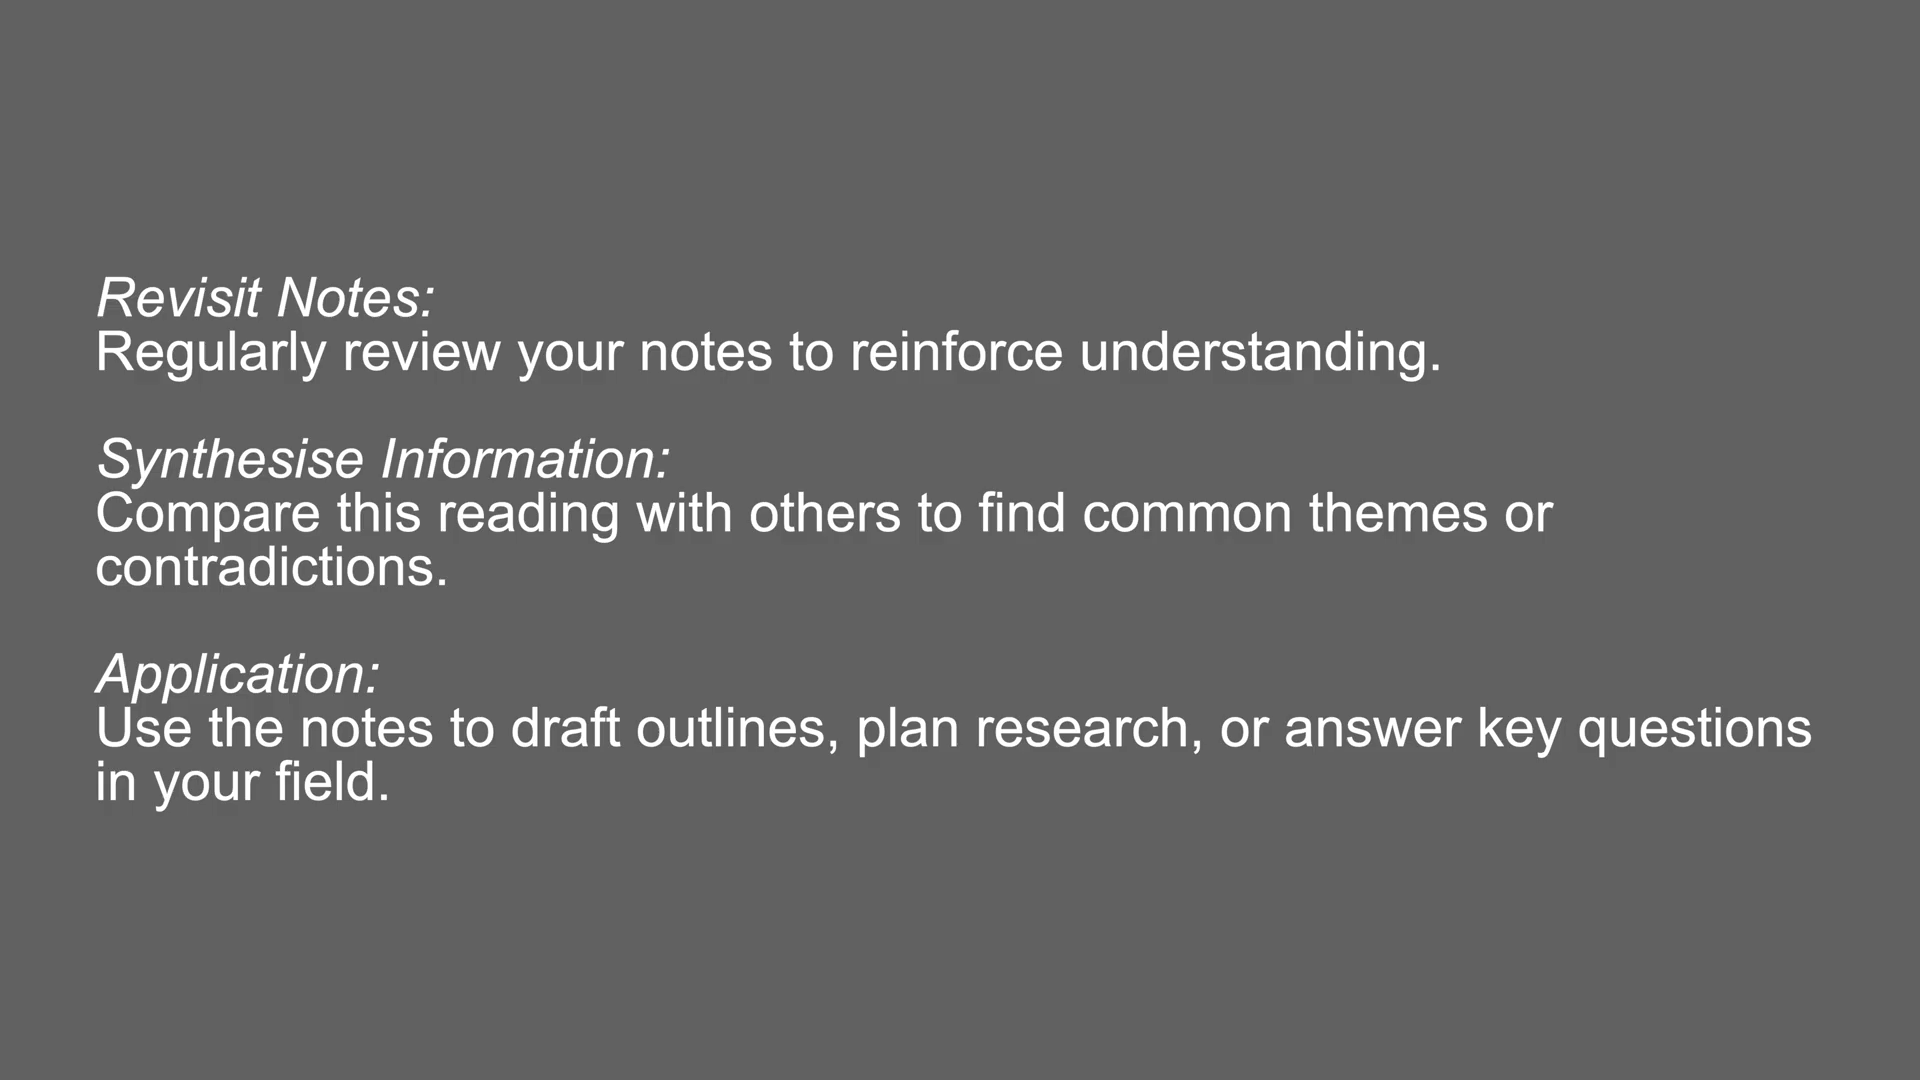 Revisit Notes:
Regularly review your notes to reinforce understanding.
Synthesise Information:
Compare this reading with others to find common themes or
contradictions.
Application:
Use the notes to draft outlines, plan research, or answer key questions
in your field.